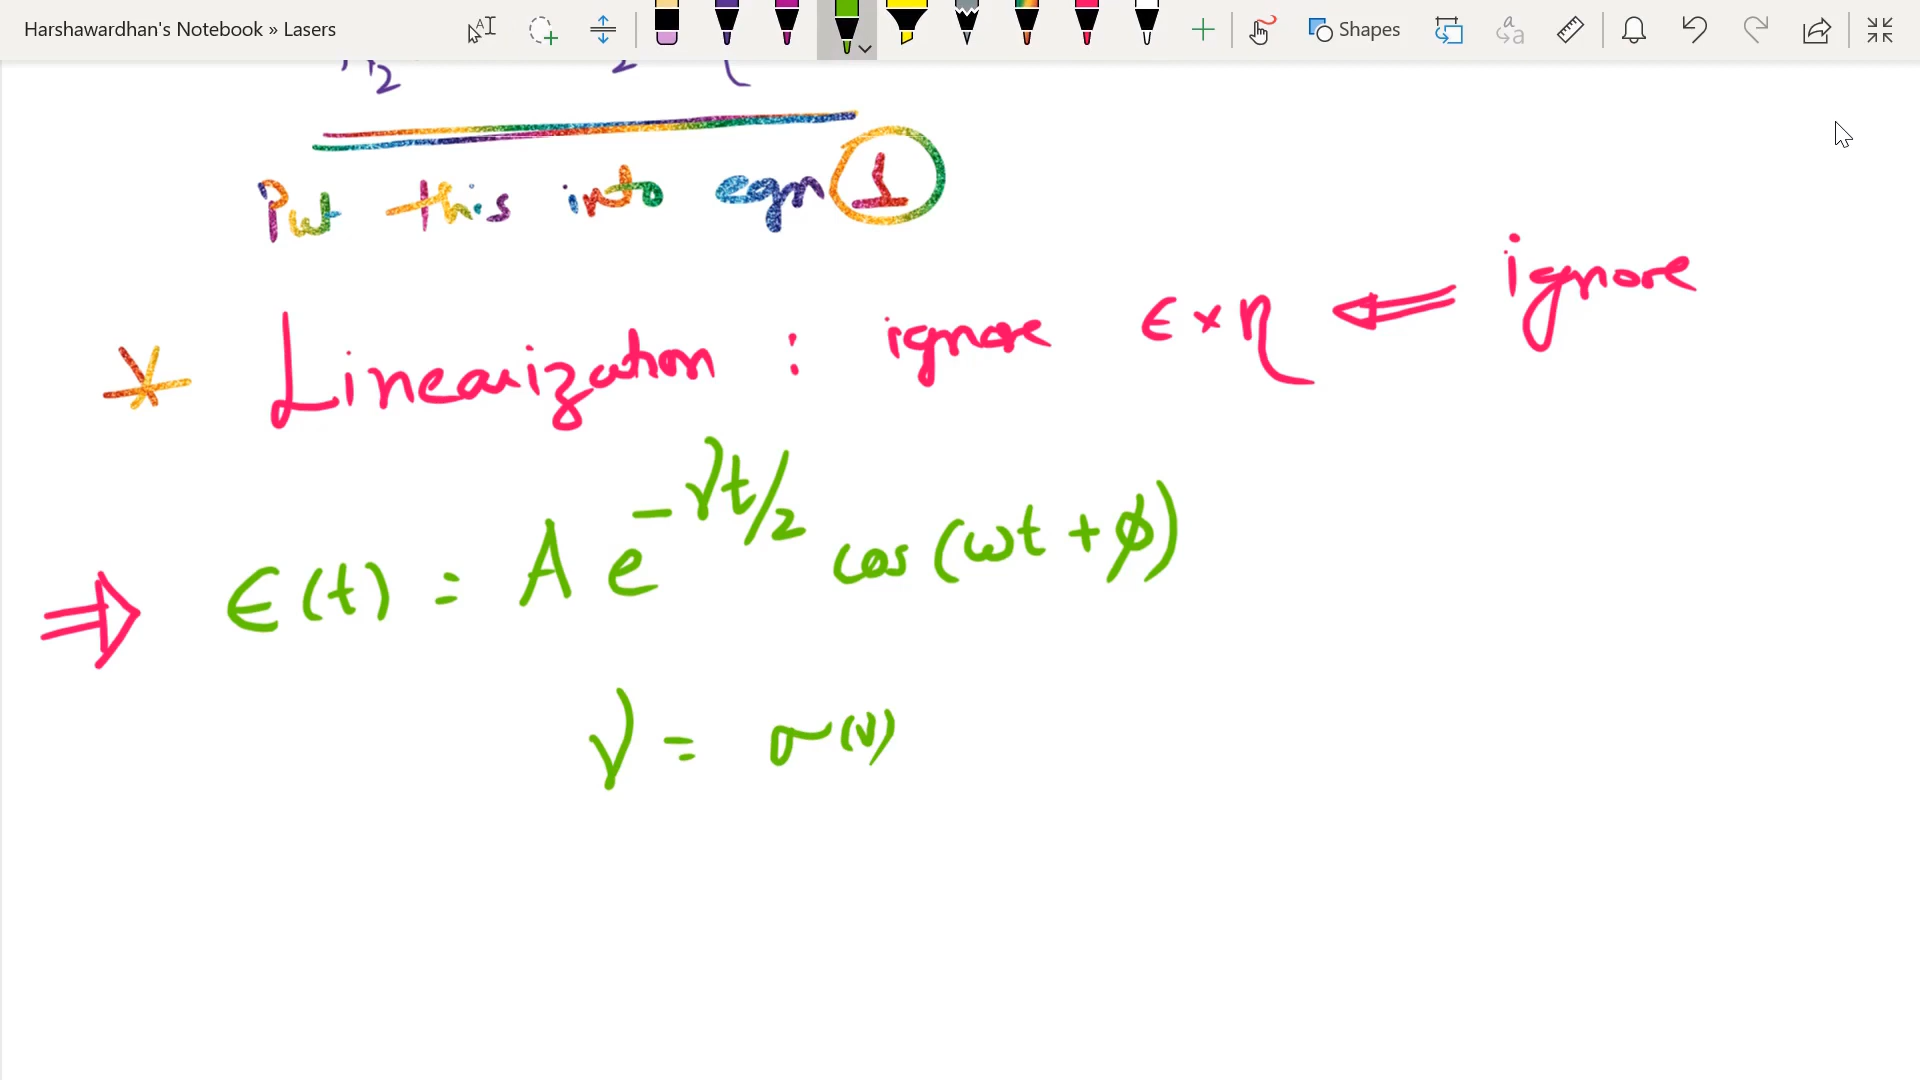 Harshawardhan's Notebook » Lasers
Shapes
Put this into eqn 1
* Linearization : ignore ϵ × η ⇐ ignore
⇒ ϵ(t) = A e^{-γt/2} cos(ωt + ϕ)
γ = σ(ν)